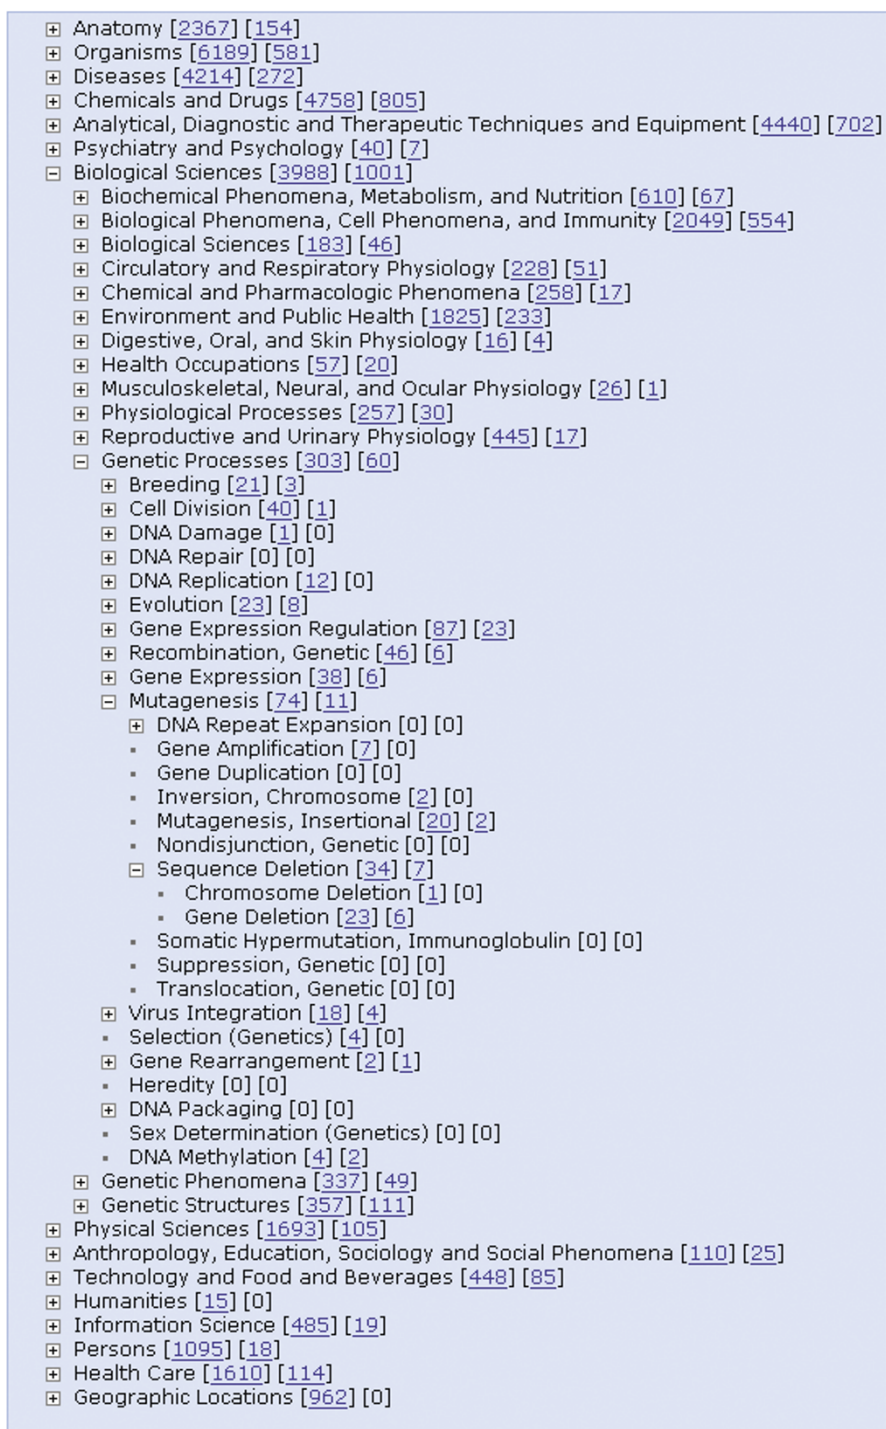 Anatomy [2367] [154]
Organisms [6189] [581]
Diseases [4214] [272]
Chemicals and Drugs [4758] [805]
Analytical, Diagnostic and Therapeutic Techniques and Equipment [4440] [702]
Psychiatry and Psychology [40] [7]
Biological Sciences [3988] [1001]
Biochemical Phenomena, Metabolism, and Nutrition [610] [67]
Biological Phenomena, Cell Phenomena, and Immunity [2049] [554]
Biological Sciences [183] [46]
Circulatory and Respiratory Physiology [228] [51]
Chemical and Pharmacologic Phenomena [258] [17]
Environment and Public Health [1825] [233]
Digestive, Oral, and Skin Physiology [16] [4]
Health Occupations [57] [20]
Musculoskeletal, Neural, and Ocular Physiology [26] [1]
Physiological Processes [257] [30]
Reproductive and Urinary Physiology [445] [17]
Genetic Processes [303] [60]
Breeding [21] [3]
Cell Division [40] [1]
DNA Damage [1] [0]
DNA Repair [0] [0]
DNA Replication [12] [0]
Evolution [23] [8]
Gene Expression Regulation [87] [23]
Recombination, Genetic [46] [6]
Gene Expression [38] [6]
Mutagenesis [74] [11]
DNA Repeat Expansion [0] [0]
Gene Amplification [7] [0]
Gene Duplication [0] [0]
Inversion, Chromosome [2] [0]
Mutagenesis, Insertional [20] [2]
Nondisjunction, Genetic [0] [0]
Sequence Deletion [34] [7]
Chromosome Deletion [1] [0]
Gene Deletion [23] [6]
Somatic Hypermutation, Immunoglobulin [0] [0]
Suppression, Genetic [0] [0]
Translocation, Genetic [0] [0]
Virus Integration [18] [4]
Selection (Genetics) [4] [0]
Gene Rearrangement [2] [1]
Heredity [0] [0]
DNA Packaging [0] [0]
Sex Determination (Genetics) [0] [0]
DNA Methylation [4] [2]
Genetic Phenomena [337] [49]
Genetic Structures [357] [111]
Physical Sciences [1693] [105]
Anthropology, Education, Sociology and Social Phenomena [110] [25]
Technology and Food and Beverages [448] [85]
Humanities [15] [0]
Information Science [485] [19]
Persons [1095] [18]
Health Care [1610] [114]
Geographic Locations [962] [0]